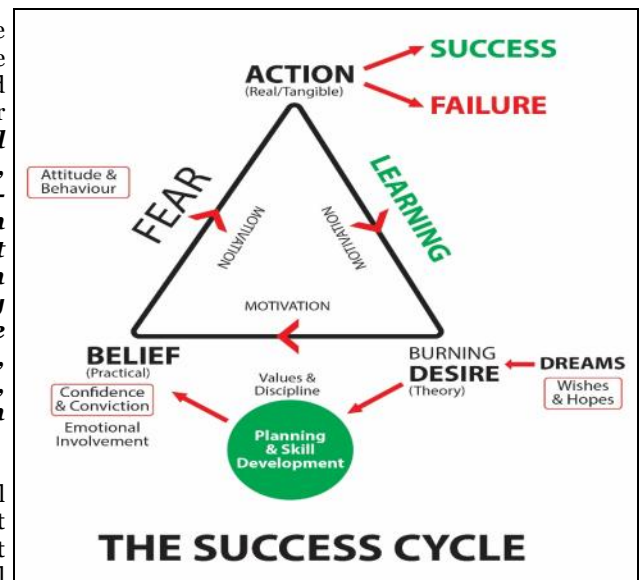 SUCCESS
ACTION
(Real/Tangible)
FAILURE
Attitude &
Behaviour
FEAR
LEARNING
MOTIVATION
MOTIVATION
MOTIVATION
BELIEF
(Practical)
Confidence
& Conviction
Emotional
Involvement
Values &
Discipline
Planning
& Skill
Development
BURNING
DESIRE
(Theory)
DREAMS
Wishes
& Hopes
THE SUCCESS CYCLE